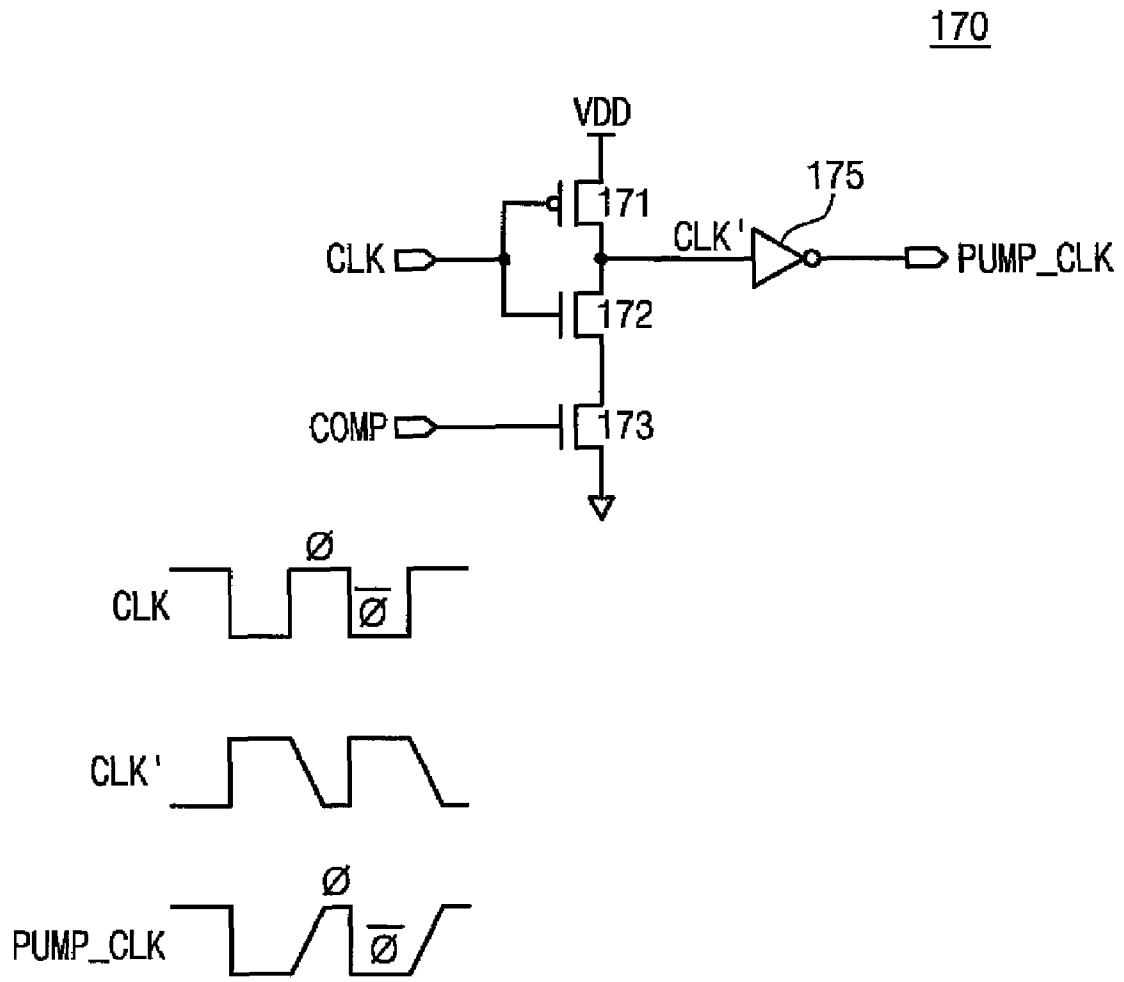 170
VDD
171
175
CLK
CLK'
PUMP_CLK
172
COMP
173
Ø
CLK
Ø̅
CLK'
Ø
PUMP_CLK
Ø̅